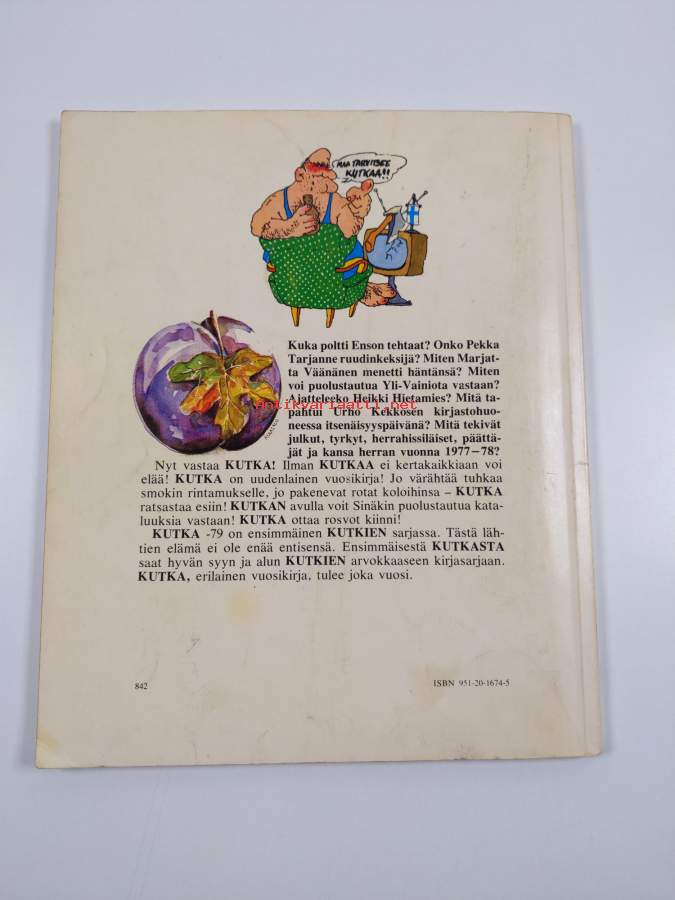 MAA TARVITSEE
KUTKAA!!
Kuka poltti Enson tehtaat? Onko Pekka
Tarjanne ruudinkeksijä? Miten Marjat-
ta Väänänen menetti häntänsä? Miten
voi puolustautua Yli-Vainiota vastaan?
Ajatteleeko Heikki Hietamies? Mitä ta-
pahtui Urho Kekkosen kirjastohuo-
neessa itsenäisyyspäivänä? Mitä tekivät
julkut, tyrkyt, herrahissiläiset, päättä-
jät ja kansa herran vuonna 1977–78?
Nyt vastaa KUTKA! Ilman KUTKAA ei kertakaikkiaan voi
elää! KUTKA on uudenlainen vuosikirja! Jo värähtää tuhkaa
smokin rintamukselle, jo pakenevat rotat koloihinsa – KUTKA
ratsastaa esiin! KUTKAN avulla voit Sinäkin puolustautua kata-
luuksia vastaan! KUTKA ottaa rosvot kiinni!
KUTKA -79 on ensimmäinen KUTKIEN sarjassa. Tästä läh-
tien elämä ei ole enää entisensä. Ensimmäisestä KUTKASTA
saat hyvän syyn ja alun KUTKIEN arvokkaaseen kirjasarjaan.
KUTKA, erilainen vuosikirja, tulee joka vuosi.
842
ISBN 951-20-1674-5
antikvariaatti.net